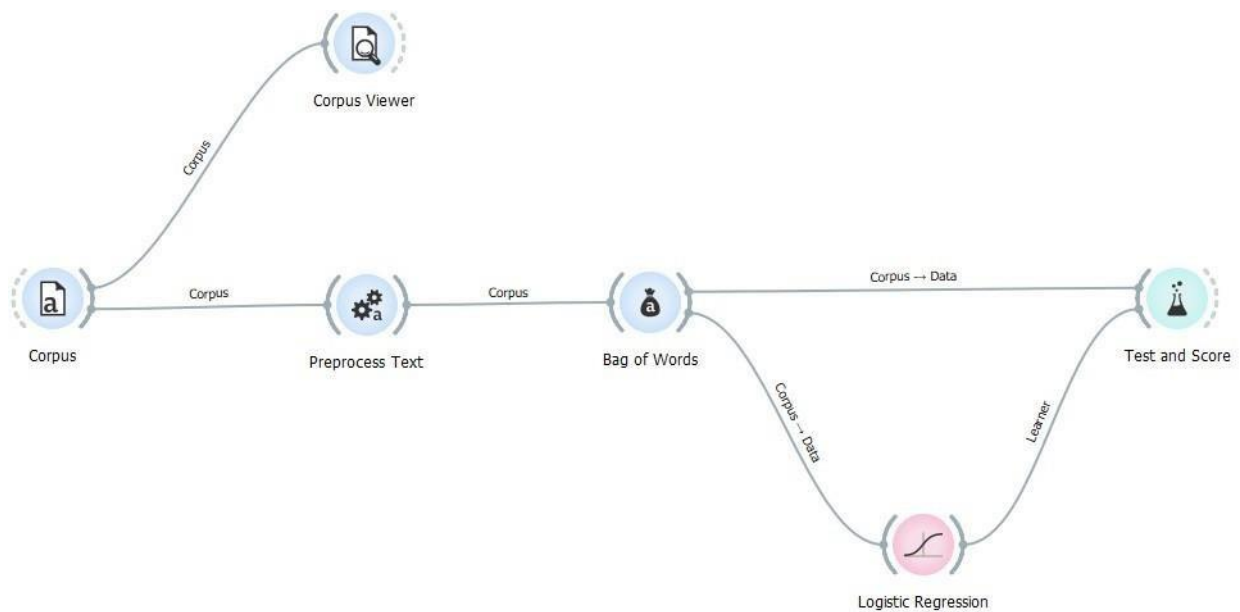 Corpus Viewer
Corpus
Corpus
Corpus
Corpus → Data
Corpus
Preprocess Text
Bag of Words
Test and Score
Corpus → Data
Learner
Logistic Regression